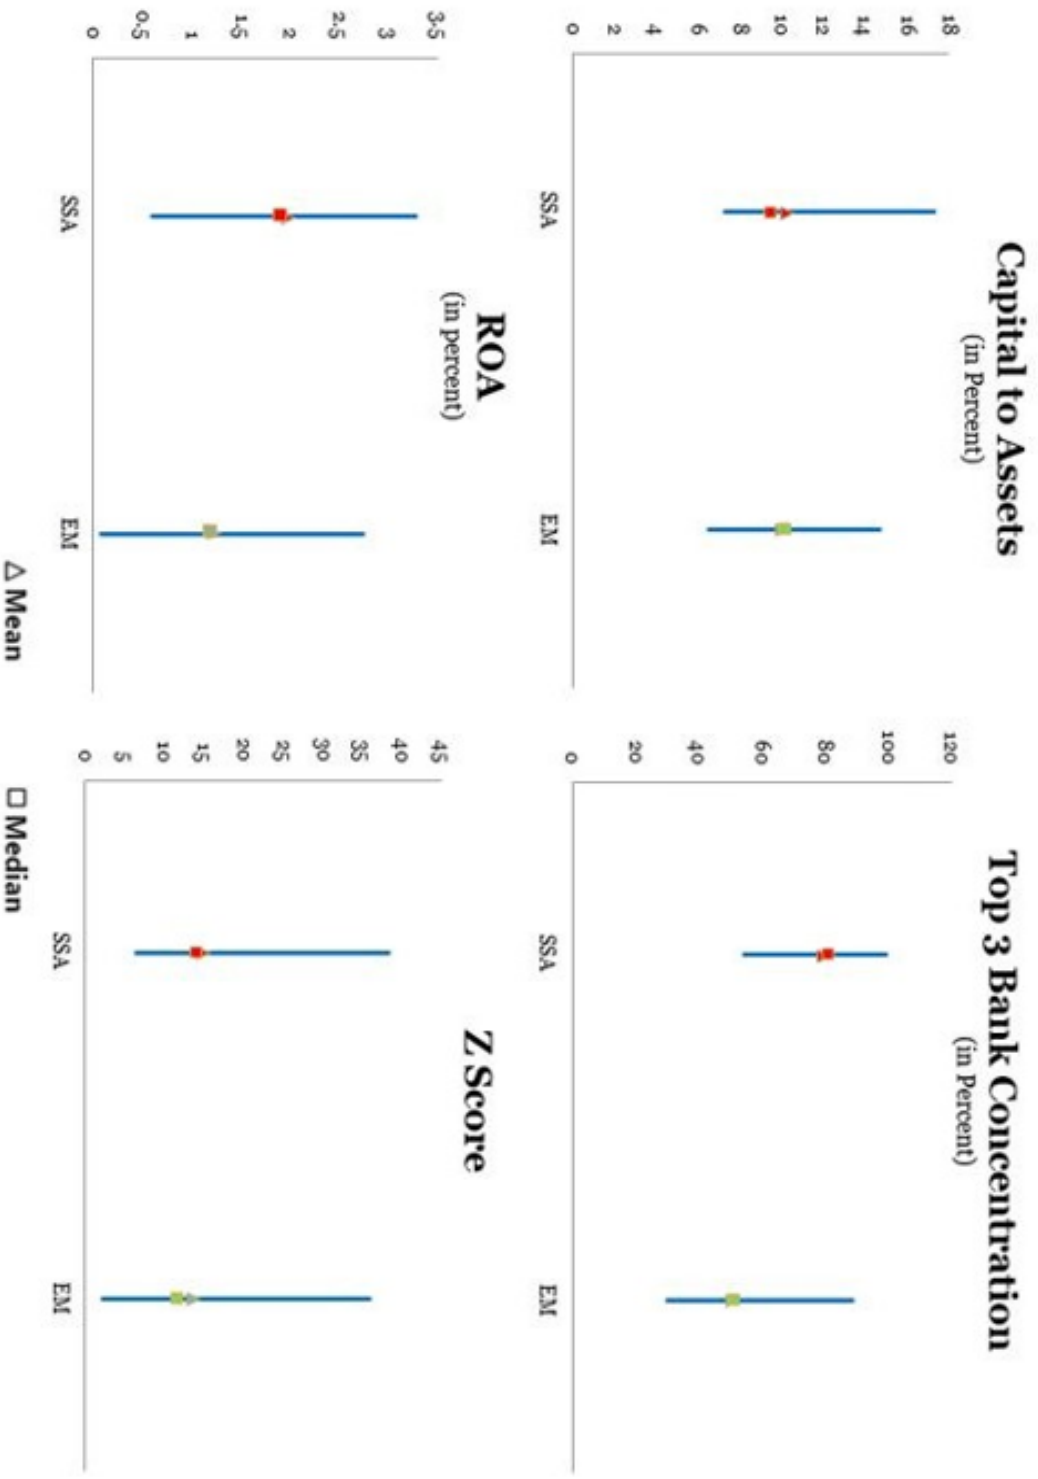 Capital to Assets
(in Percent)
18
16
14
12
10
8
6
4
2
0
SSA
EM
Top 3 Bank Concentration
(in Percent)
120
100
80
60
40
20
0
SSA
EM
ROA
(in percent)
3.5
3
2.5
2
1.5
1
0.5
0
SSA
EM
Z Score
45
40
35
30
25
20
15
10
5
0
SSA
EM
△ Mean
□ Median